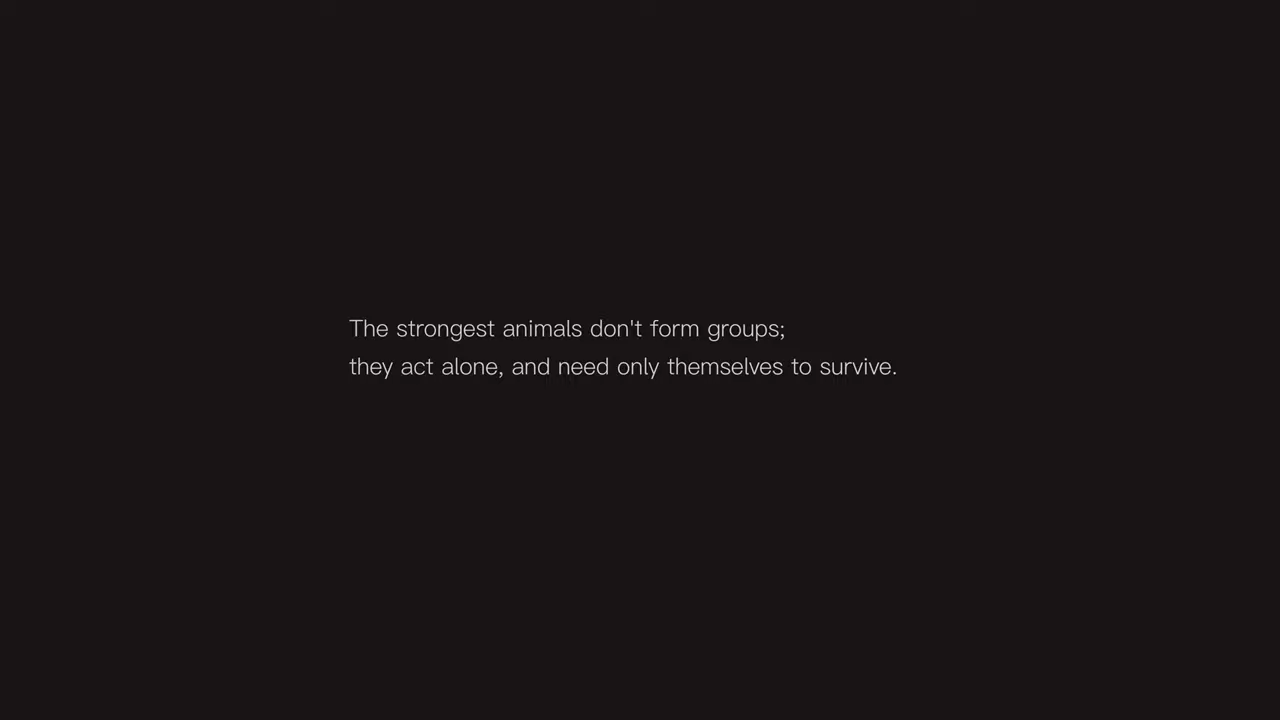 The strongest animals don't form groups;
they act alone, and need only themselves to survive.